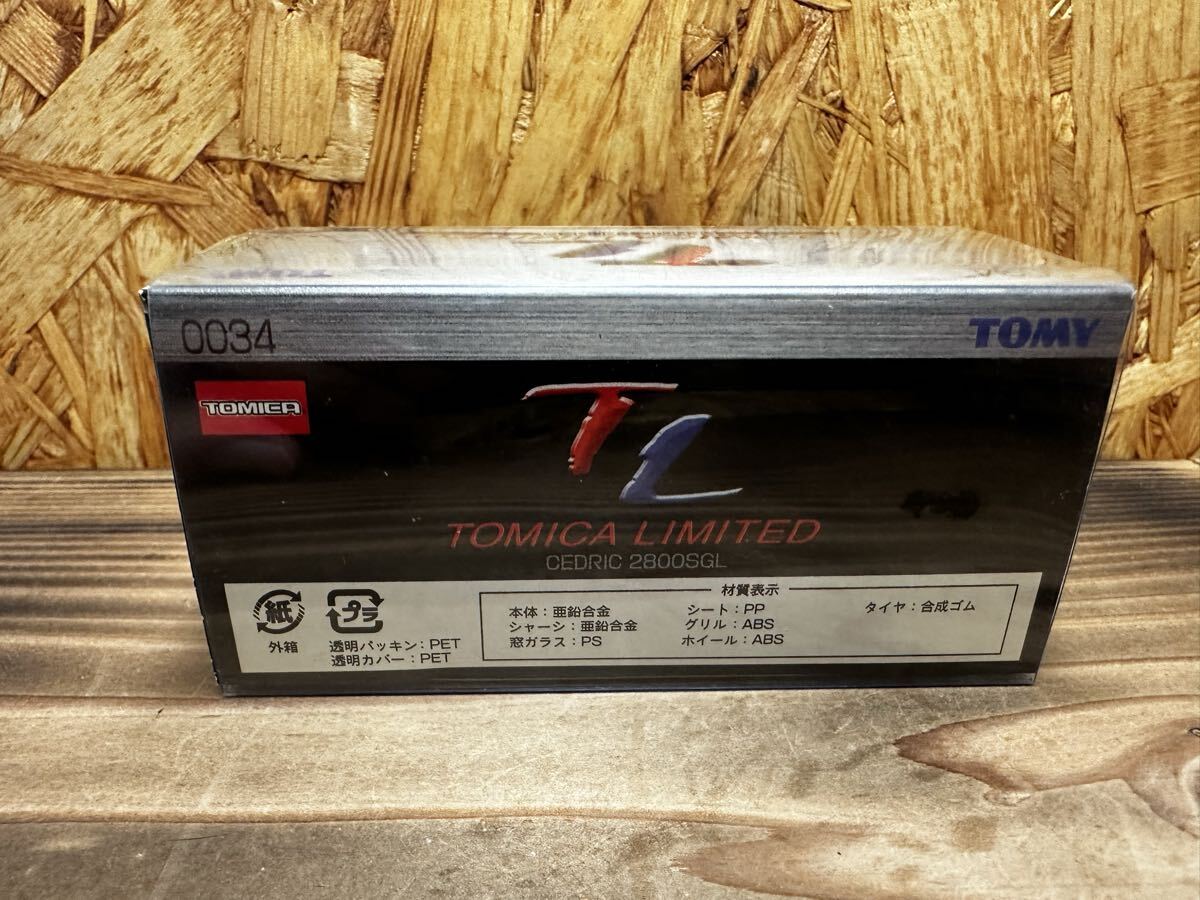 0034
TOMY
TOMICA
TL
TOMICA LIMITED
CEDRIC 2800SGL
紙
外箱
プラ
透明パッキン：PET
透明カバー：PET
材質表示
本体：亜鉛合金
シャーシ：亜鉛合金
窓ガラス：PS
シート：PP
グリル：ABS
ホイール：ABS
タイヤ：合成ゴム